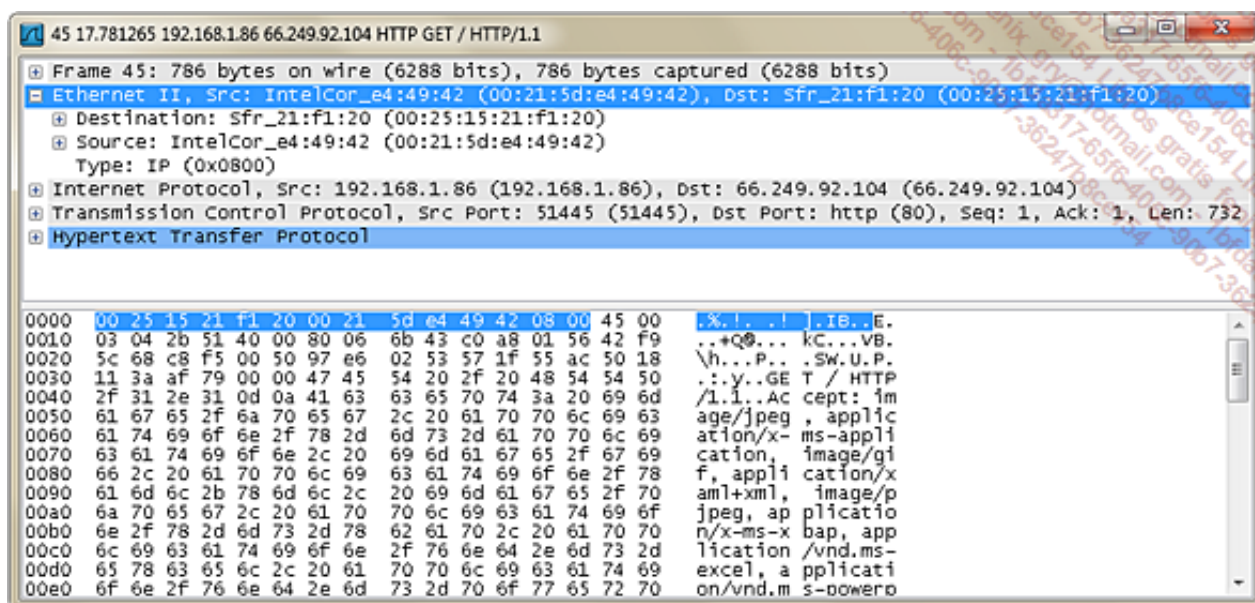 45 17.781265 192.168.1.86 66.249.92.104 HTTP GET / HTTP/1.1
Frame 45: 786 bytes on wire (6288 bits), 786 bytes captured (6288 bits)
Ethernet II, Src: IntelCor_e4:49:42 (00:21:5d:e4:49:42), Dst: Sfr_21:f1:20 (00:25:15:21:f1:20)
Destination: Sfr_21:f1:20 (00:25:15:21:f1:20)
Source: IntelCor_e4:49:42 (00:21:5d:e4:49:42)
Type: IP (0x0800)
Internet Protocol, Src: 192.168.1.86 (192.168.1.86), Dst: 66.249.92.104 (66.249.92.104)
Transmission Control Protocol, Src Port: 51445 (51445), Dst Port: http (80), Seq: 1, Ack: 1, Len: 732
Hypertext Transfer Protocol
0000 00 25 15 21 f1 20 00 21 5d e4 49 42 08 00 45 00 .%.!. .! ].IB..E.
0010 03 04 2b 51 40 00 80 06 6b 43 c0 a8 01 56 42 f9 ..+Q@... kC...VB.
0020 5c 68 c8 f5 00 50 97 e6 02 53 57 1f 55 ac 50 18 \h...P.. .SW.U.P.
0030 11 3a af 79 00 00 47 45 54 20 2f 20 48 54 54 50 .:.y..GE T / HTTP
0040 2f 31 2e 31 0d 0a 41 63 63 65 70 74 3a 20 69 6d /1.1..Ac cept: im
0050 61 67 65 2f 6a 70 65 67 2c 20 61 70 70 6c 69 63 age/jpeg , applic
0060 61 74 69 6f 6e 2f 78 2d 6d 73 2d 61 70 70 6c 69 ation/x- ms-appli
0070 63 61 74 69 6f 6e 2c 20 69 6d 61 67 65 2f 67 69 cation, image/gi
0080 66 2c 20 61 70 70 6c 69 63 61 74 69 6f 6e 2f 78 f, appli cation/x
0090 61 6d 6c 2b 78 6d 6c 2c 20 69 6d 61 67 65 2f 70 aml+xml, image/p
00a0 6a 70 65 67 2c 20 61 70 70 6c 69 63 61 74 69 6f jpeg, ap plicatio
00b0 6e 2f 78 2d 6d 73 2d 78 62 61 70 2c 20 61 70 70 n/x-ms-x bap, app
00c0 6c 69 63 61 74 69 6f 6e 2f 76 6e 64 2e 6d 73 2d lication /vnd.ms-
00d0 65 78 63 65 6c 2c 20 61 70 70 6c 69 63 61 74 69 excel, a pplicati
00e0 6f 6e 2f 76 6e 64 2e 6d 73 2d 70 6f 77 65 72 70 on/vnd.m s-powerp